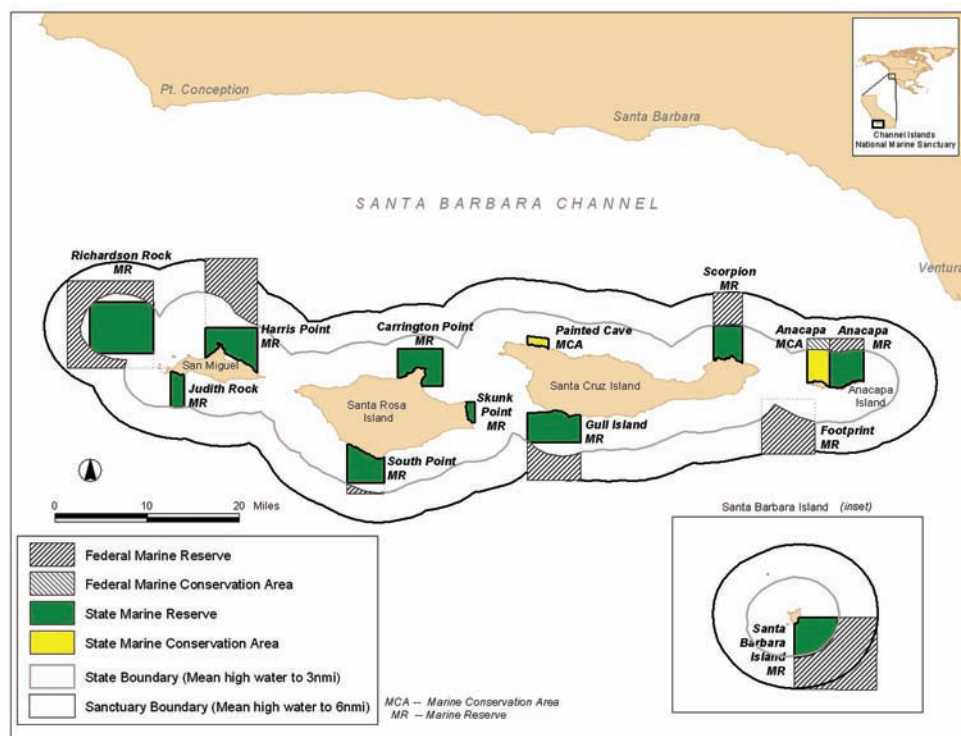 Pt. Conception
Santa Barbara
Channel Islands
National Marine Sanctuary
SANTA BARBARA CHANNEL
Ventura
Richardson Rock
MR
Harris Point
MR
San Miguel
Judith Rock
MR
Carrington Point
MR
Santa Rosa
Island
Skunk
Point
MR
South Point
MR
Painted Cave
MCA
Santa Cruz Island
Gull Island
MR
Scorpion
MR
Anacapa
MCA
Anacapa
MR
Anacapa
Island
Footprint
MR
0 10 20 Miles
Santa Barbara Island (inset)
Santa
Barbara
Island
MR
Federal Marine Reserve
Federal Marine Conservation Area
State Marine Reserve
State Marine Conservation Area
State Boundary (Mean high water to 3nmi)
Sanctuary Boundary (Mean high water to 6nmi)
MCA -- Marine Conservation Area
MR -- Marine Reserve